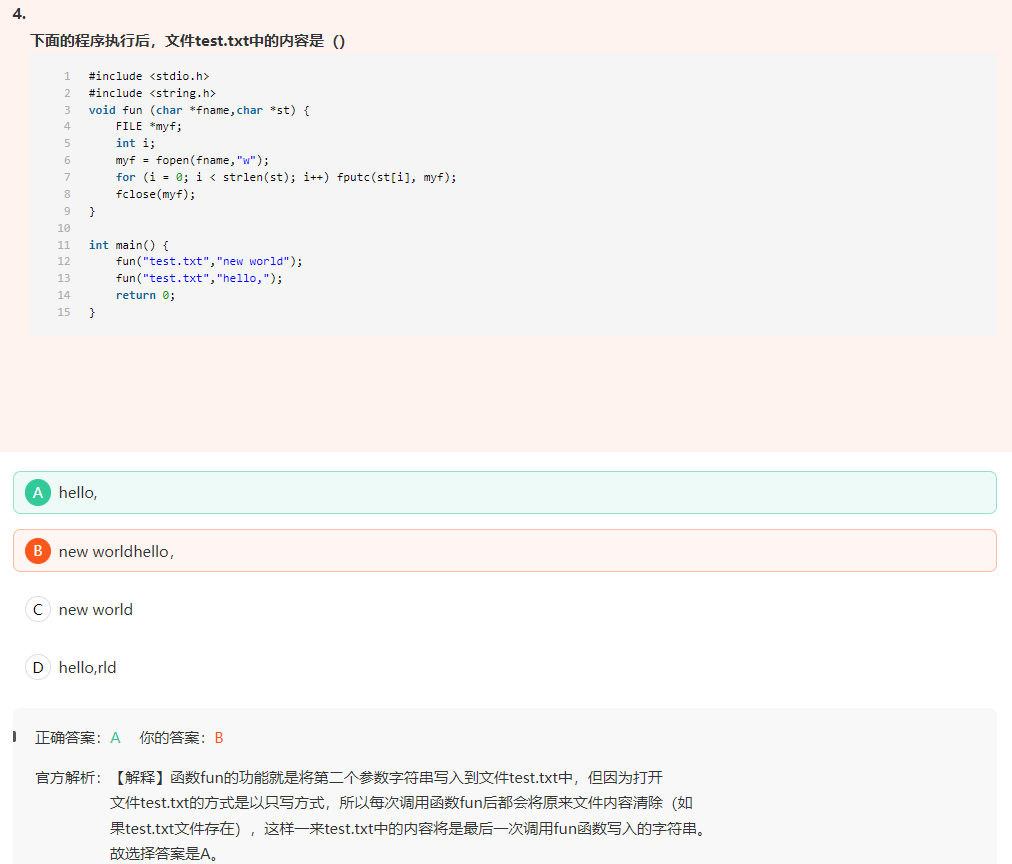 4.
下面的程序执行后，文件test.txt中的内容是（）
1 #include <stdio.h>
2 #include <string.h>
3 void fun (char *fname,char *st) {
4     FILE *myf;
5     int i;
6     myf = fopen(fname,"w");
7     for (i = 0; i < strlen(st); i++) fputc(st[i], myf);
8     fclose(myf);
9 }
10
11 int main() {
12     fun("test.txt","new world");
13     fun("test.txt","hello,");
14     return 0;
15 }
A hello,
B new worldhello，
C new world
D hello,rld
正确答案：A 你的答案：B
官方解析：【解释】函数fun的功能就是将第二个参数字符串写入到文件test.txt中，但因为打开
文件test.txt的方式是以只写方式，所以每次调用函数fun后都会将原来文件内容清除（如
果test.txt文件存在），这样一来test.txt中的内容将是最后一次调用fun函数写入的字符串。
故选择答案是A。